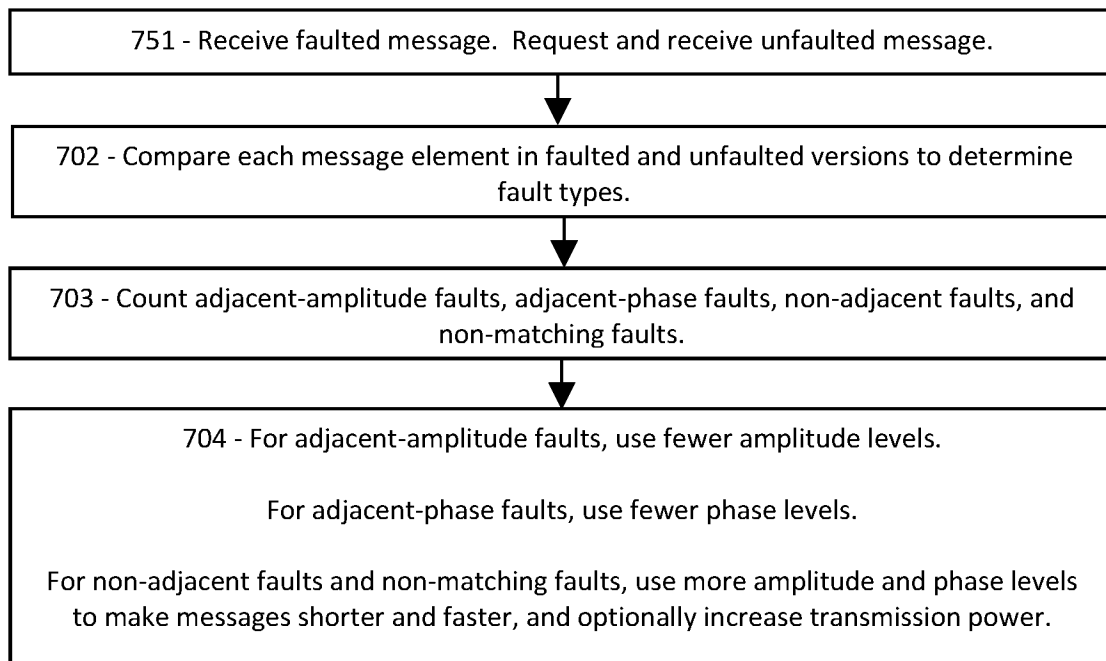 751 - Receive faulted message.  Request and receive unfaulted message.
702 - Compare each message element in faulted and unfaulted versions to determine
fault types.
703 - Count adjacent-amplitude faults, adjacent-phase faults, non-adjacent faults, and
non-matching faults.
704 - For adjacent-amplitude faults, use fewer amplitude levels.
For adjacent-phase faults, use fewer phase levels.
For non-adjacent faults and non-matching faults, use more amplitude and phase levels
to make messages shorter and faster, and optionally increase transmission power.